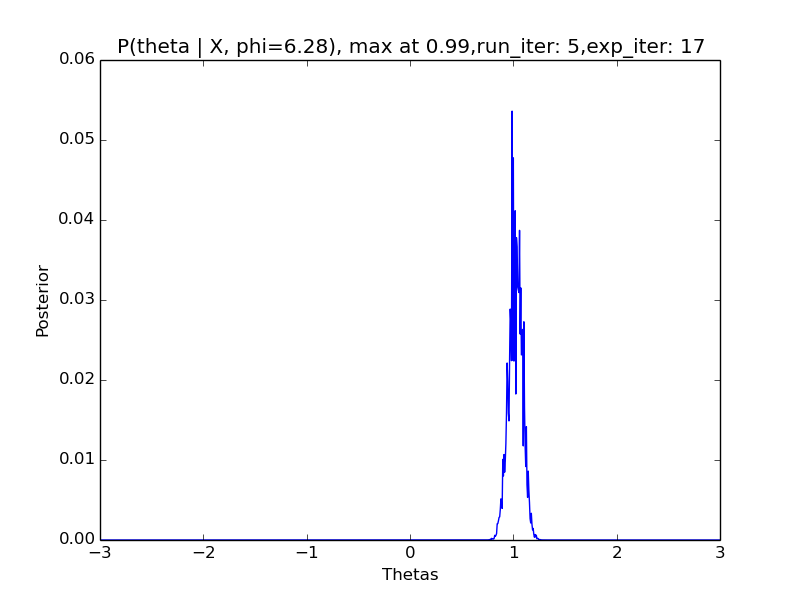 P(theta | X, phi=6.28), max at 0.99,run_iter: 5,exp_iter: 17
0.06
0.05
0.04
0.03
0.02
0.01
0.00
Posterior
−3 −2 −1 0 1 2 3
Thetas